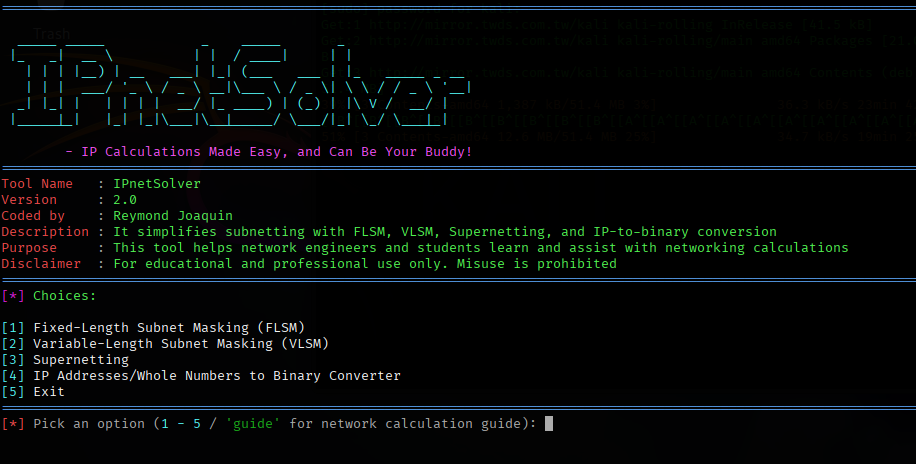 IPnetSolver
- IP Calculations Made Easy, and Can Be Your Buddy!
Tool Name : IPnetSolver
Version : 2.0
Coded by : Reymond Joaquin
Description : It simplifies subnetting with FLSM, VLSM, Supernetting, and IP-to-binary conversion
Purpose : This tool helps network engineers and students learn and assist with networking calculations
Disclaimer : For educational and professional use only. Misuse is prohibited
[*] Choices:
[1] Fixed-Length Subnet Masking (FLSM)
[2] Variable-Length Subnet Masking (VLSM)
[3] Supernetting
[4] IP Addresses/Whole Numbers to Binary Converter
[5] Exit
[*] Pick an option (1 - 5 / 'guide' for network calculation guide):